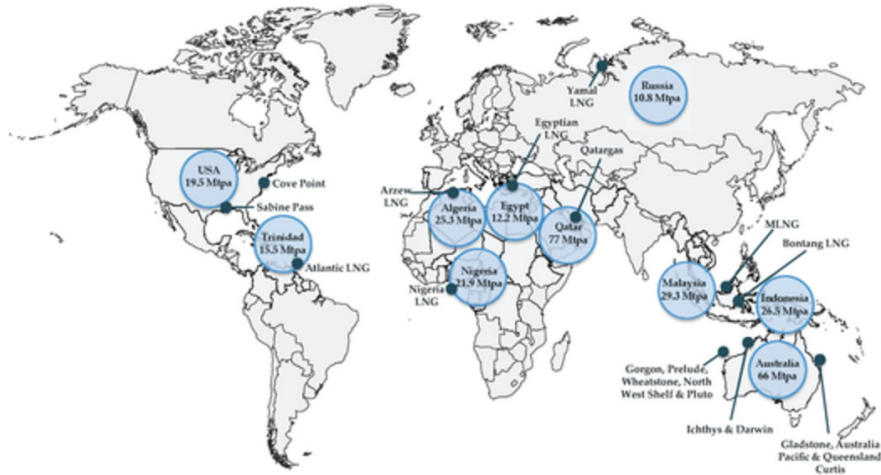 Russia
10.8 Mtpa
Yamal
LNG
Egyptian
LNG
Qatargas
USA
19.5 Mtpa
Cove Point
Sabine Pass
Arzew
LNG
Algeria
25.3 Mtpa
Egypt
12.2 Mtpa
Qatar
77 Mtpa
Trinidad
15.5 Mtpa
Atlantic LNG
Nigeria
21.9 Mtpa
Nigeria
LNG
MLNG
Bontang LNG
Malaysia
29.3 Mtpa
Indonesia
26.5 Mtpa
Australia
66 Mtpa
Gorgon, Prelude,
Wheatstone, North
West Shelf & Pluto
Ichthys & Darwin
Gladstone, Australia
Pacific & Queensland
Curtis